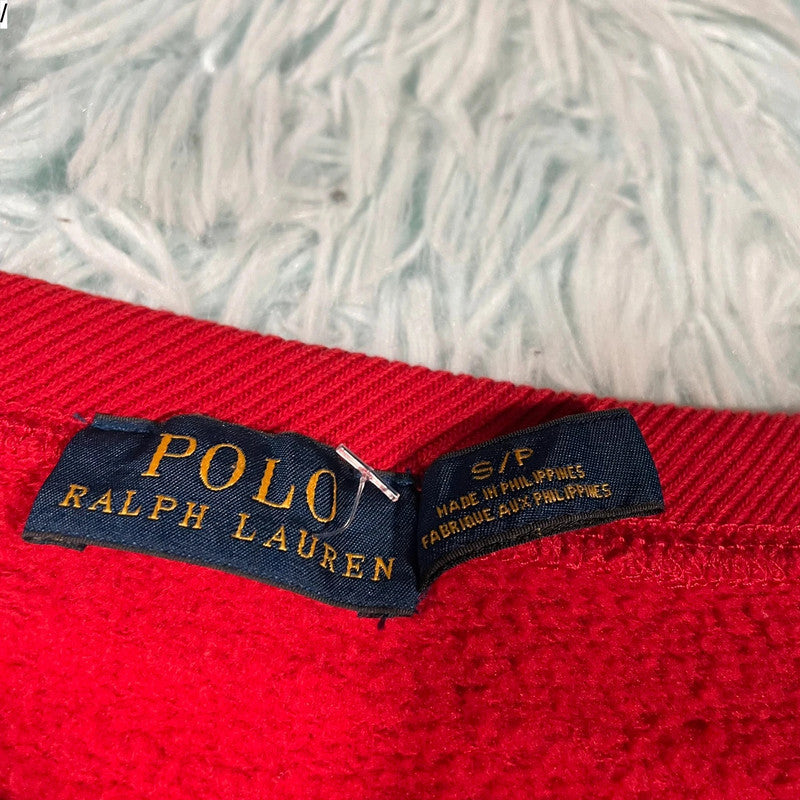 /
POLO
RALPH LAUREN
S/P
MADE IN PHILIPPINES
FABRIQUE AUX PHILIPPINES